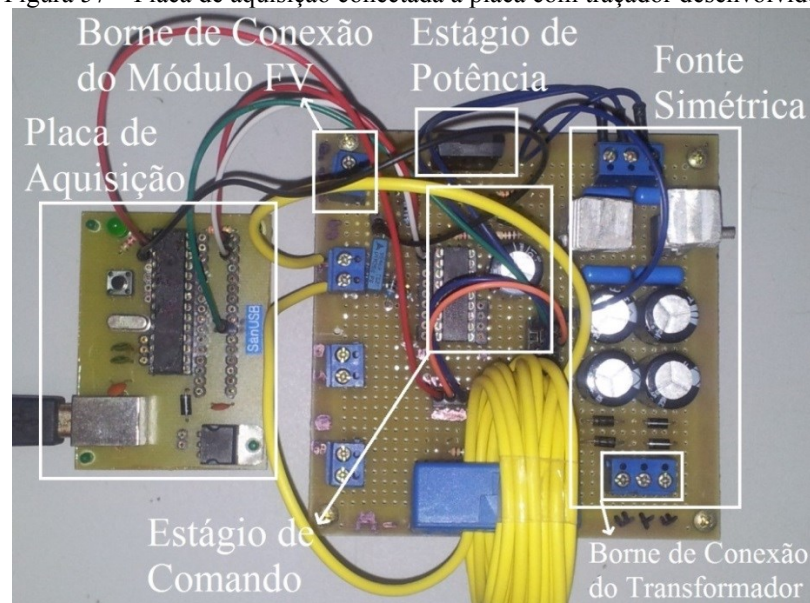 Figura 37 – Placa de aquisição conectada à placa com traçador desenvolvid
Borne de Conexão
do Módulo FV
Estágio de
Potência
Fonte
Simétrica
Placa de
Aquisição
SanUSB
Estágio de
Comando
Borne de Conexão
do Transformador